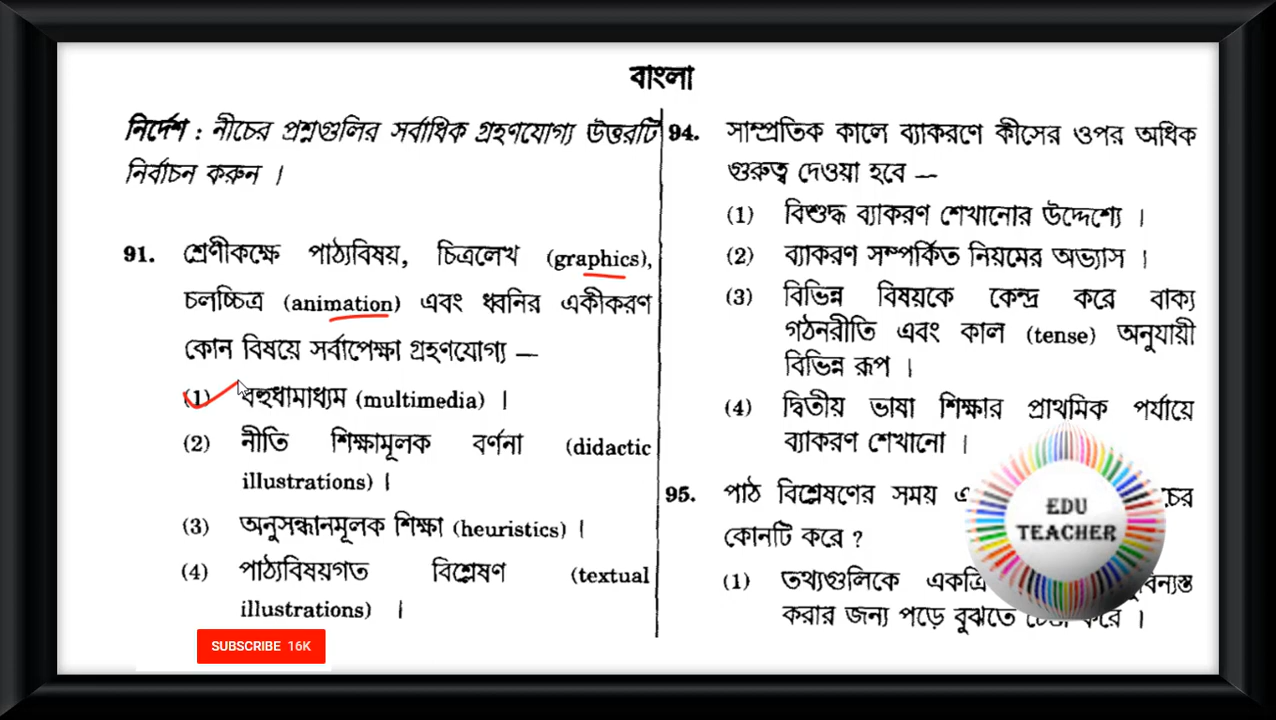 বাংলা
নির্দেশ : নীচের প্রশ্নগুলির সর্বাধিক গ্রহণযোগ্য উত্তরটি
নির্বাচন করুন ।
91. শ্রেণীকক্ষে পাঠ্যবিষয়, চিত্রলেখ (graphics),
চলচ্চিত্র (animation) এবং ধ্বনির একীকরণ
কোন বিষয়ে সর্বাপেক্ষা গ্রহণযোগ্য —
(1) বহুধামাধ্যম (multimedia) ।
(2) নীতি শিক্ষামূলক বর্ণনা (didactic
illustrations) ।
(3) অনুসন্ধানমূলক শিক্ষা (heuristics) ।
(4) পাঠ্যবিষয়গত বিশ্লেষণ (textual
illustrations) ।
94. সাম্প্রতিক কালে ব্যাকরণে কীসের ওপর অধিক
গুরুত্ব দেওয়া হবে —
(1) বিশুদ্ধ ব্যাকরণ শেখানোর উদ্দেশ্যে ।
(2) ব্যাকরণ সম্পর্কিত নিয়মের অভ্যাস ।
(3) বিভিন্ন বিষয়কে কেন্দ্র করে বাক্য
গঠনরীতি এবং কাল (tense) অনুযায়ী
বিভিন্ন রূপ ।
(4) দ্বিতীয় ভাষা শিক্ষার প্রাথমিক পর্যায়ে
ব্যাকরণ শেখানো ।
95. পাঠ বিশ্লেষণের সময়
কোনটি করে ?
(1) তথ্যগুলিকে
করার জন্য পড়ে বুঝতে করে ।
EDU
TEACHER
SUBSCRIBE 16K